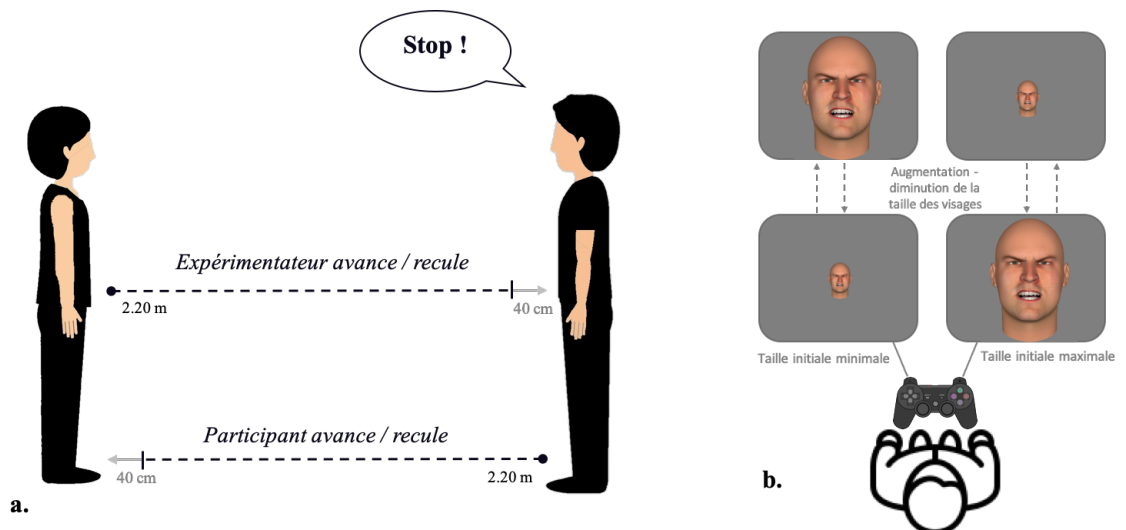 Stop !
Expérimentateur avance / recule
2.20 m
40 cm
Participant avance / recule
40 cm
2.20 m
a.
Augmentation -
diminution de la
taille des visages
Taille initiale minimale
Taille initiale maximale
b.